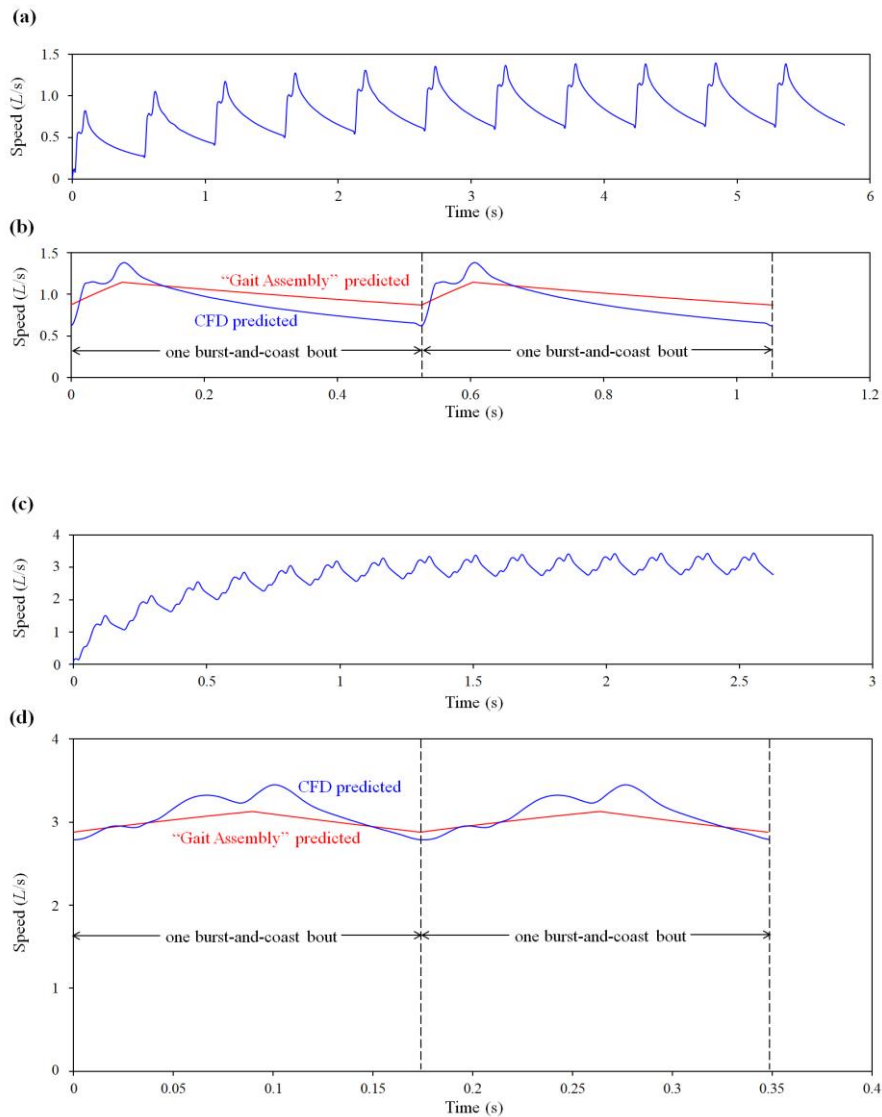 (a)
1.5
1.0
0.5
0
Speed (L/s)
0 1 2 3 4 5 6
Time (s)
(b)
1.5
1.0
0.5
0
Speed (L/s)
“Gait Assembly” predicted
CFD predicted
one burst-and-coast bout one burst-and-coast bout
0 0.2 0.4 0.6 0.8 1 1.2
Time (s)
(c)
4
3
2
1
0
Speed (L/s)
0 0.5 1 1.5 2 2.5 3
Time (s)
(d)
4
3
2
1
0
Speed (L/s)
CFD predicted
“Gait Assembly” predicted
one burst-and-coast bout one burst-and-coast bout
0 0.05 0.1 0.15 0.2 0.25 0.3 0.35 0.4
Time (s)